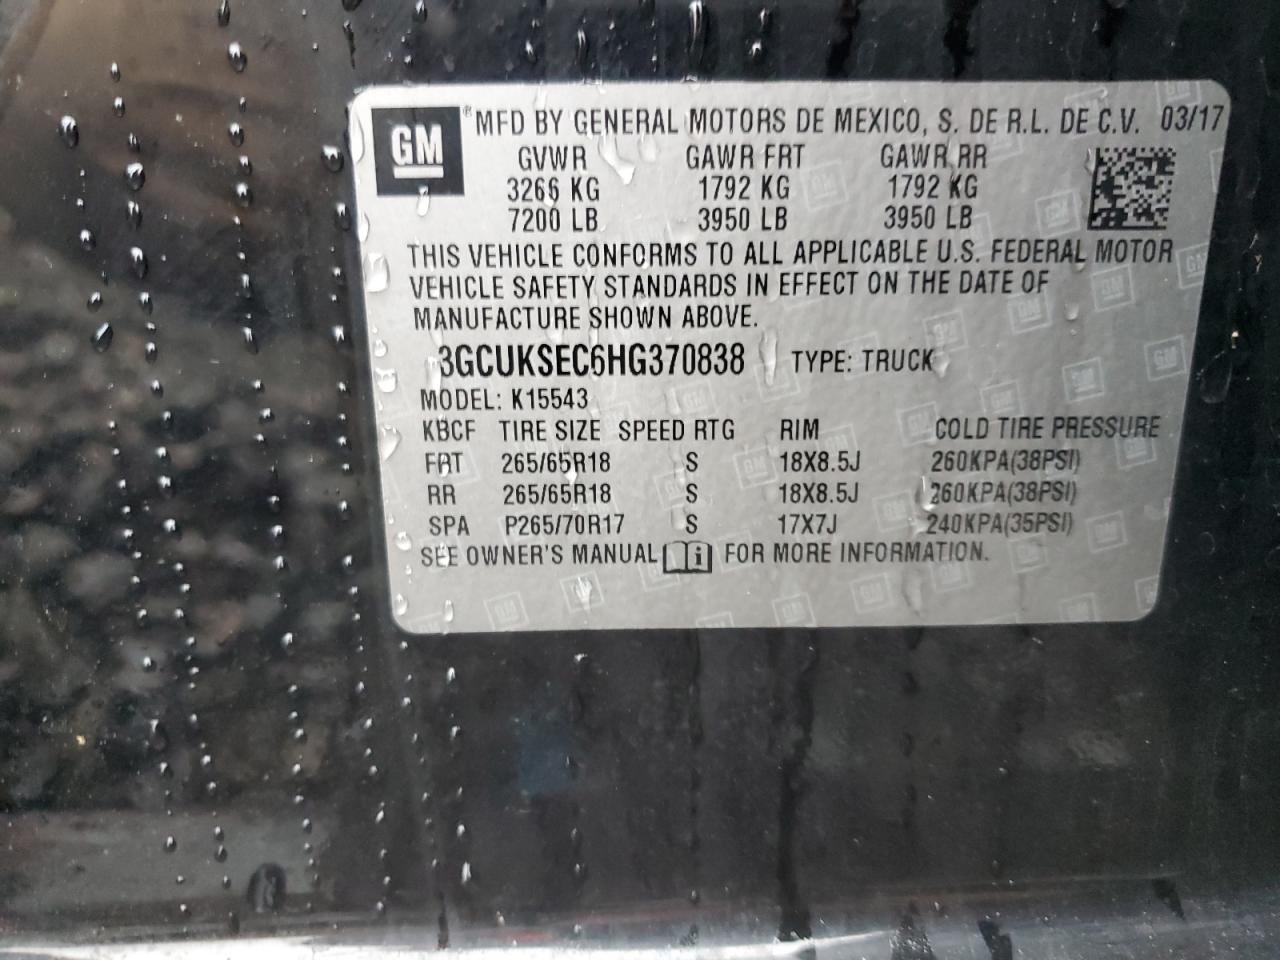 GM ® MFD BY GENERAL MOTORS DE MEXICO, S. DE R.L. DE C.V. 03/17
GVWR GAWR FRT GAWR RR
3266 KG 1792 KG 1792 KG
7200 LB 3950 LB 3950 LB
THIS VEHICLE CONFORMS TO ALL APPLICABLE U.S. FEDERAL MOTOR
VEHICLE SAFETY STANDARDS IN EFFECT ON THE DATE OF
MANUFACTURE SHOWN ABOVE.
3GCUKSEC6HG370838 TYPE: TRUCK
MODEL: K15543
KBCF TIRE SIZE SPEED RTG RIM COLD TIRE PRESSURE
FRT 265/65R18 S 18X8.5J 260KPA(38PSI)
RR 265/65R18 S 18X8.5J 260KPA(38PSI)
SPA P265/70R17 S 17X7J 240KPA(35PSI)
SEE OWNER'S MANUAL i FOR MORE INFORMATION.